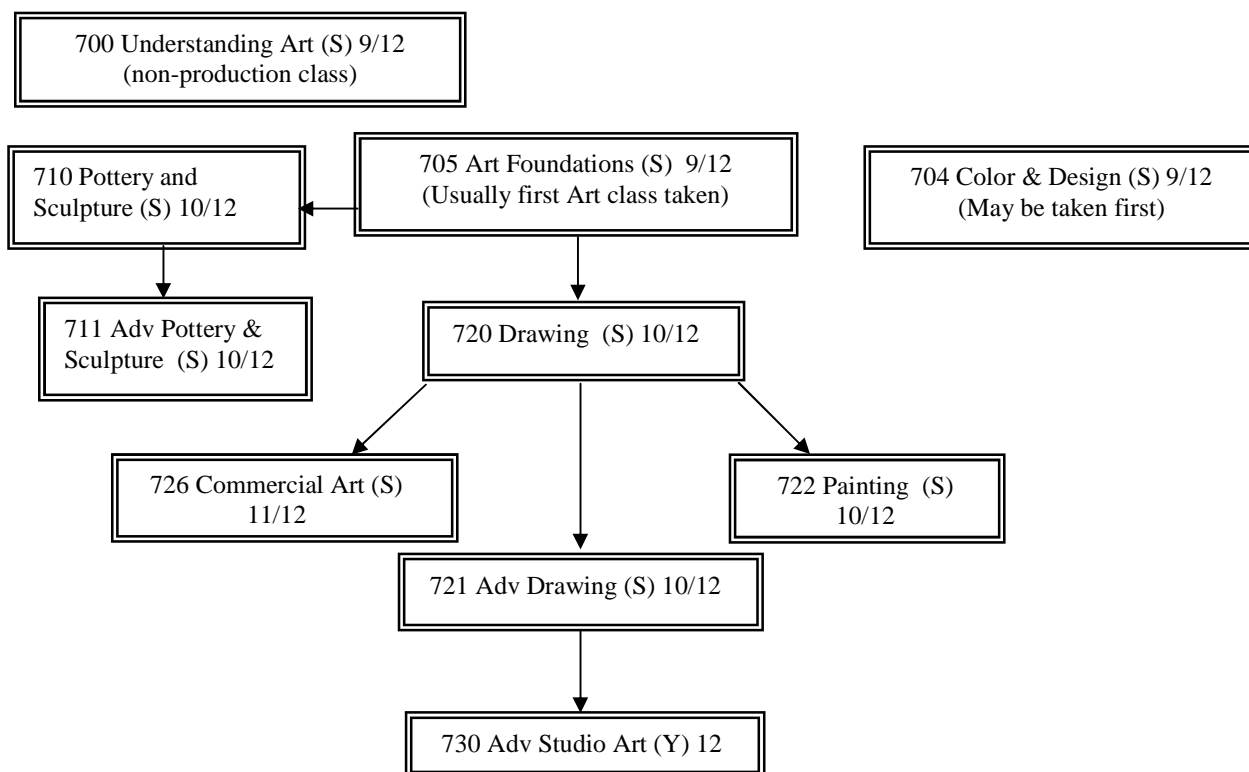 700 Understanding Art (S) 9/12
(non-production class)
710 Pottery and
Sculpture (S) 10/12
705 Art Foundations (S) 9/12
(Usually first Art class taken)
704 Color & Design (S) 9/12
(May be taken first)
711 Adv Pottery &
Sculpture (S) 10/12
720 Drawing (S) 10/12
726 Commercial Art (S)
11/12
722 Painting (S)
10/12
721 Adv Drawing (S) 10/12
730 Adv Studio Art (Y) 12